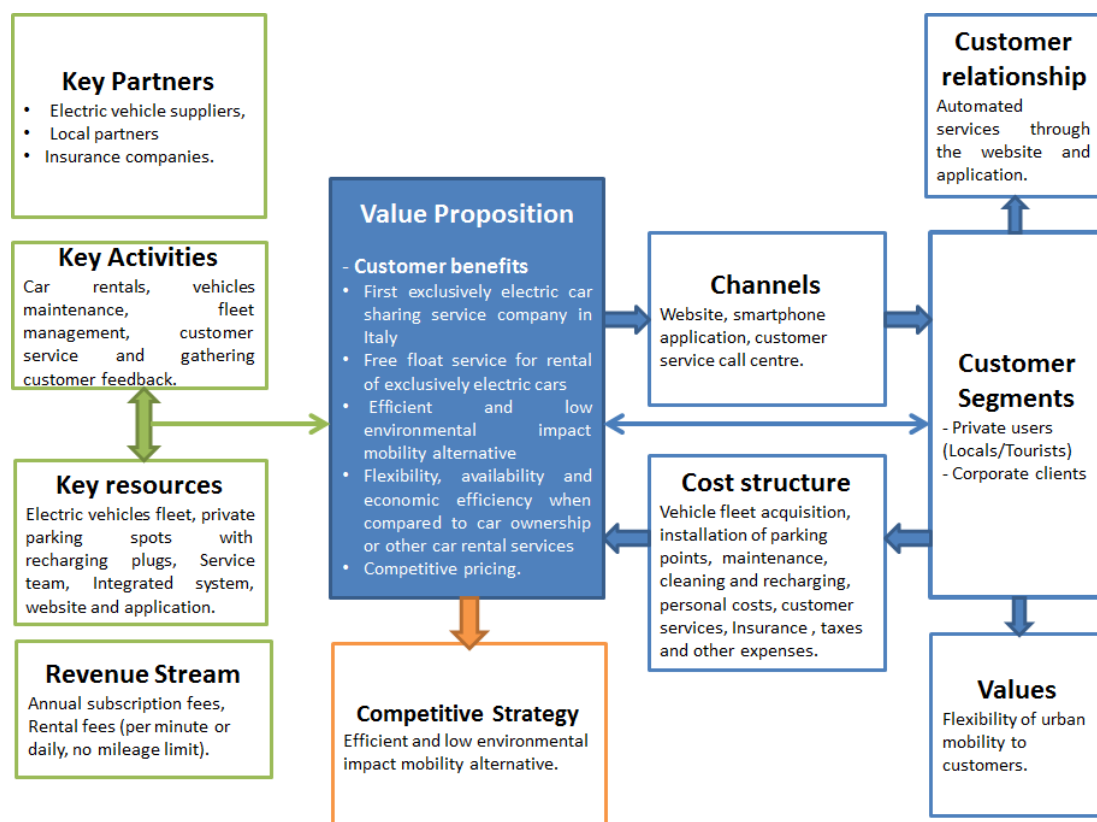 Key Partners
• Electric vehicle suppliers,
• Local partners
• Insurance companies.
Key Activities
Car rentals, vehicles
maintenance, fleet
management, customer
service and gathering
customer feedback.
Key resources
Electric vehicles fleet, private
parking spots with
recharging plugs, Service
team, Integrated system,
website and application.
Revenue Stream
Annual subscription fees,
Rental fees (per minute or
daily, no mileage limit).
Value Proposition
- Customer benefits
• First exclusively electric car
sharing service company in
Italy
• Free float service for rental
of exclusively electric cars
• Efficient and low
environmental impact
mobility alternative
• Flexibility, availability and
economic efficiency when
compared to car ownership
or other car rental services
• Competitive pricing.
Competitive Strategy
Efficient and low environmental
impact mobility alternative.
Channels
Website, smartphone
application, customer
service call centre.
Cost structure
Vehicle fleet acquisition,
installation of parking
points, maintenance,
cleaning and recharging,
personal costs, customer
services, Insurance , taxes
and other expenses.
Customer
relationship
Automated
services through
the website and
application.
Customer
Segments
- Private users
(Locals/Tourists)
- Corporate clients
Values
Flexibility of urban
mobility to
customers.